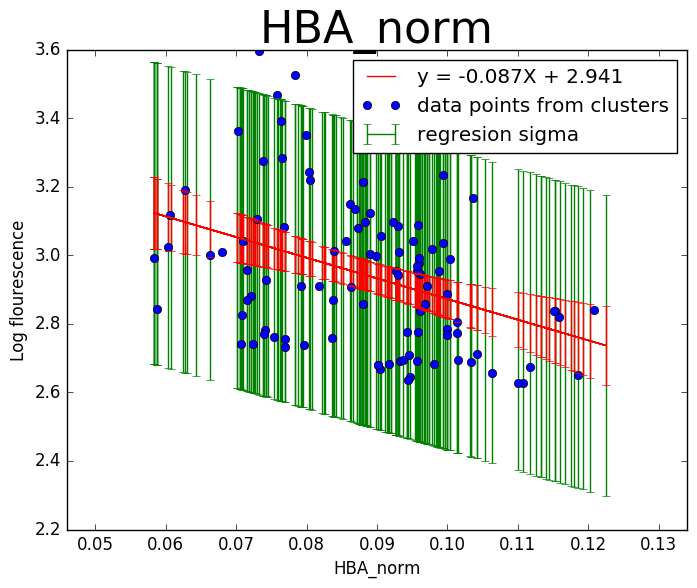 HBA_norm
y = -0.087X + 2.941
data points from clusters
regresion sigma
3.6
3.4
3.2
3.0
2.8
2.6
2.4
2.2
Log flourescence
0.05 0.06 0.07 0.08 0.09 0.10 0.11 0.12 0.13
HBA_norm